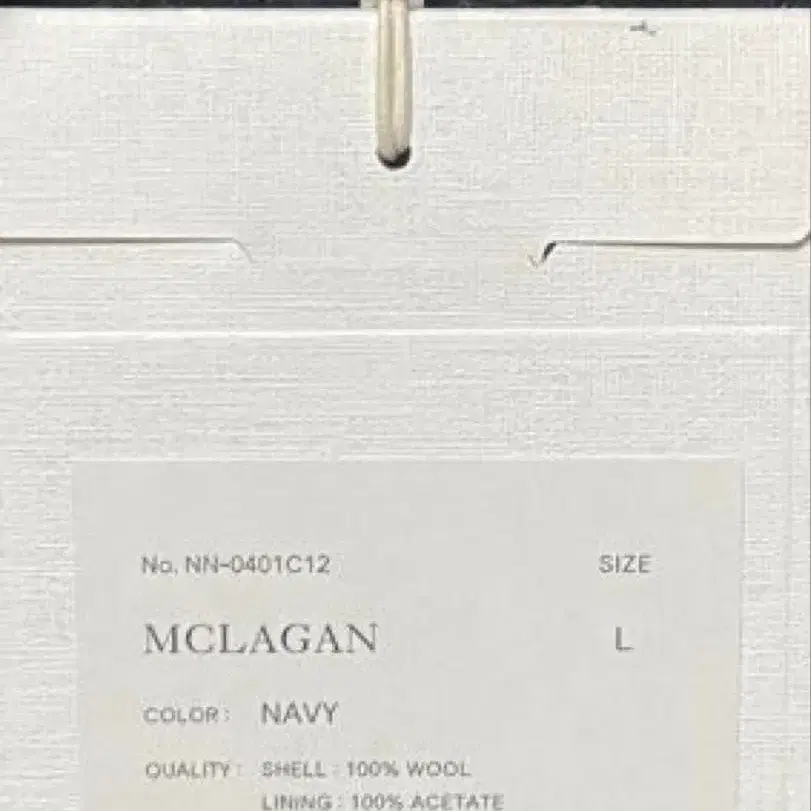 No. NN-0401C12 SIZE
MCLAGAN L
COLOR : NAVY
QUALITY : SHELL : 100% WOOL
LINING : 100% ACETATE